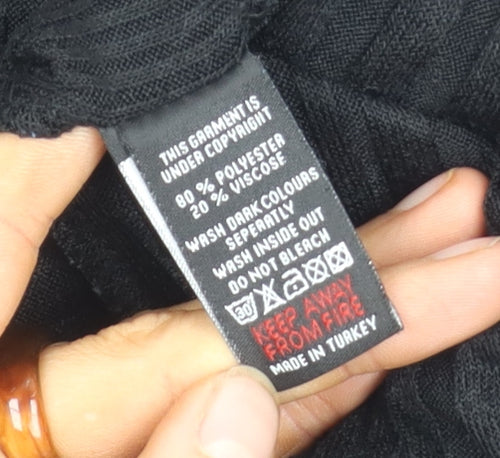 THIS GARMENT IS
UNDER COPYRIGHT
80 % POLYESTER
20 % VISCOSE
WASH DARK COLOURS
SEPERATLY
WASH INSIDE OUT
DO NOT BLEACH
30
KEEP AWAY
FROM FIRE
MADE IN TURKEY